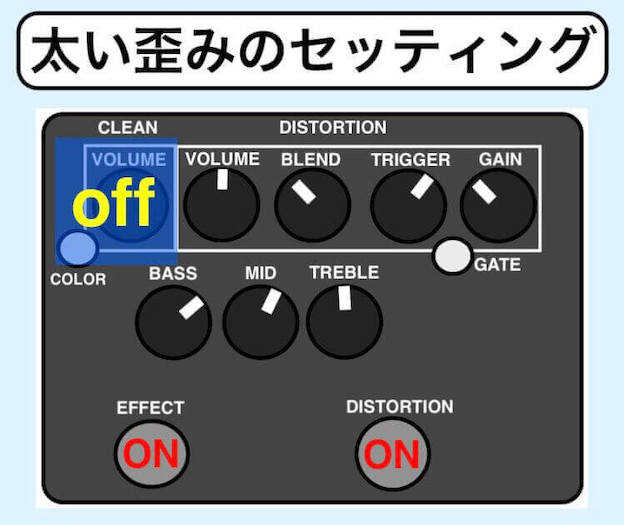 太い歪みのセッティング
CLEAN DISTORTION
VOLUME VOLUME BLEND TRIGGER GAIN
off
COLOR GATE
BASS MID TREBLE
EFFECT DISTORTION
ON ON